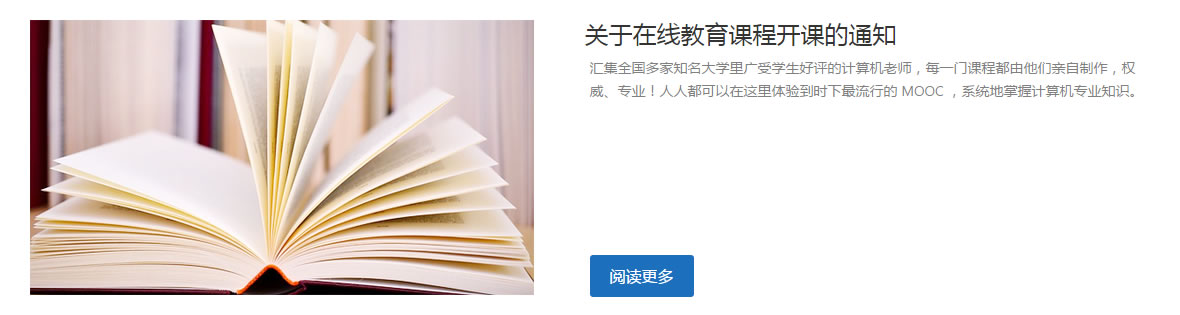 关于在线教育课程开课的通知
汇集全国多家知名大学里广受学生好评的计算机老师，每一门课程都由他们亲自制作，权
威、专业！人人都可以在这里体验到时下最流行的 MOOC ，系统地掌握计算机专业知识。
阅读更多